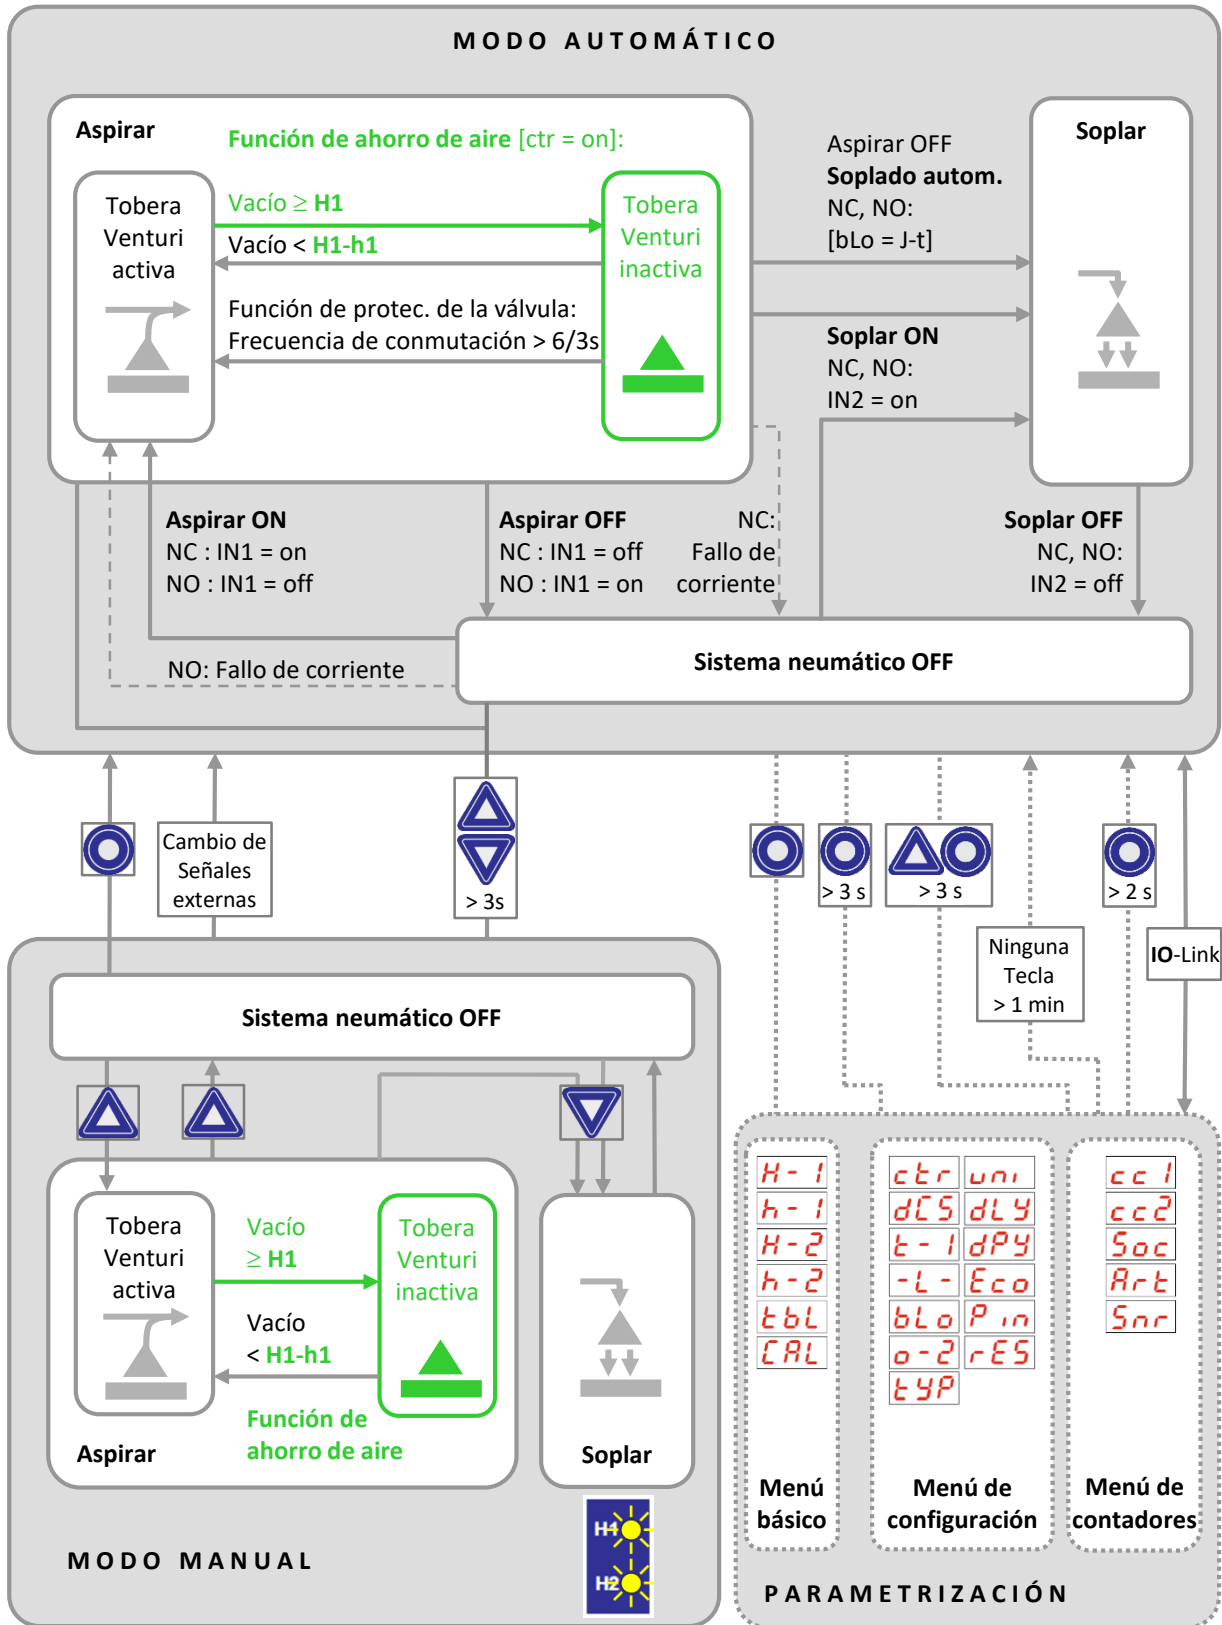 MODO AUTOMÁTICO
Aspirar
Función de ahorro de aire [ctr = on]:
Tobera
Venturi
activa
Vacío ≥ H1
Vacío < H1-h1
Función de protec. de la válvula:
Frecuencia de conmutación > 6/3s
Tobera
Venturi
inactiva
Aspirar OFF
Soplado autom.
NC, NO:
[bLo = J-t]
Soplar ON
NC, NO:
IN2 = on
Soplar
Aspirar ON
NC : IN1 = on
NO : IN1 = off
Aspirar OFF
NC : IN1 = off
NO : IN1 = on
NC:
Fallo de
corriente
Soplar OFF
NC, NO:
IN2 = off
NO: Fallo de corriente
Sistema neumático OFF
Cambio de
Señales
externas
> 3s
> 3 s
> 3 s
> 2 s
Ninguna
Tecla
> 1 min
IO-Link
Sistema neumático OFF
Tobera
Venturi
activa
Vacío
≥ H1
Vacío
< H1-h1
Tobera
Venturi
inactiva
Función de
ahorro de aire
Aspirar
Soplar
H1
H2
MODO MANUAL
H-1
h-1
H-2
h-2
tbL
CAL
Menú
básico
ctr uni
dCS dLY
t-1 dPY
-L- Eco
bLo Pin
o-2 rES
tYP
Menú de
configuración
cc1
cc2
Soc
Art
Snr
Menú de
contadores
PARAMETRIZACIÓN